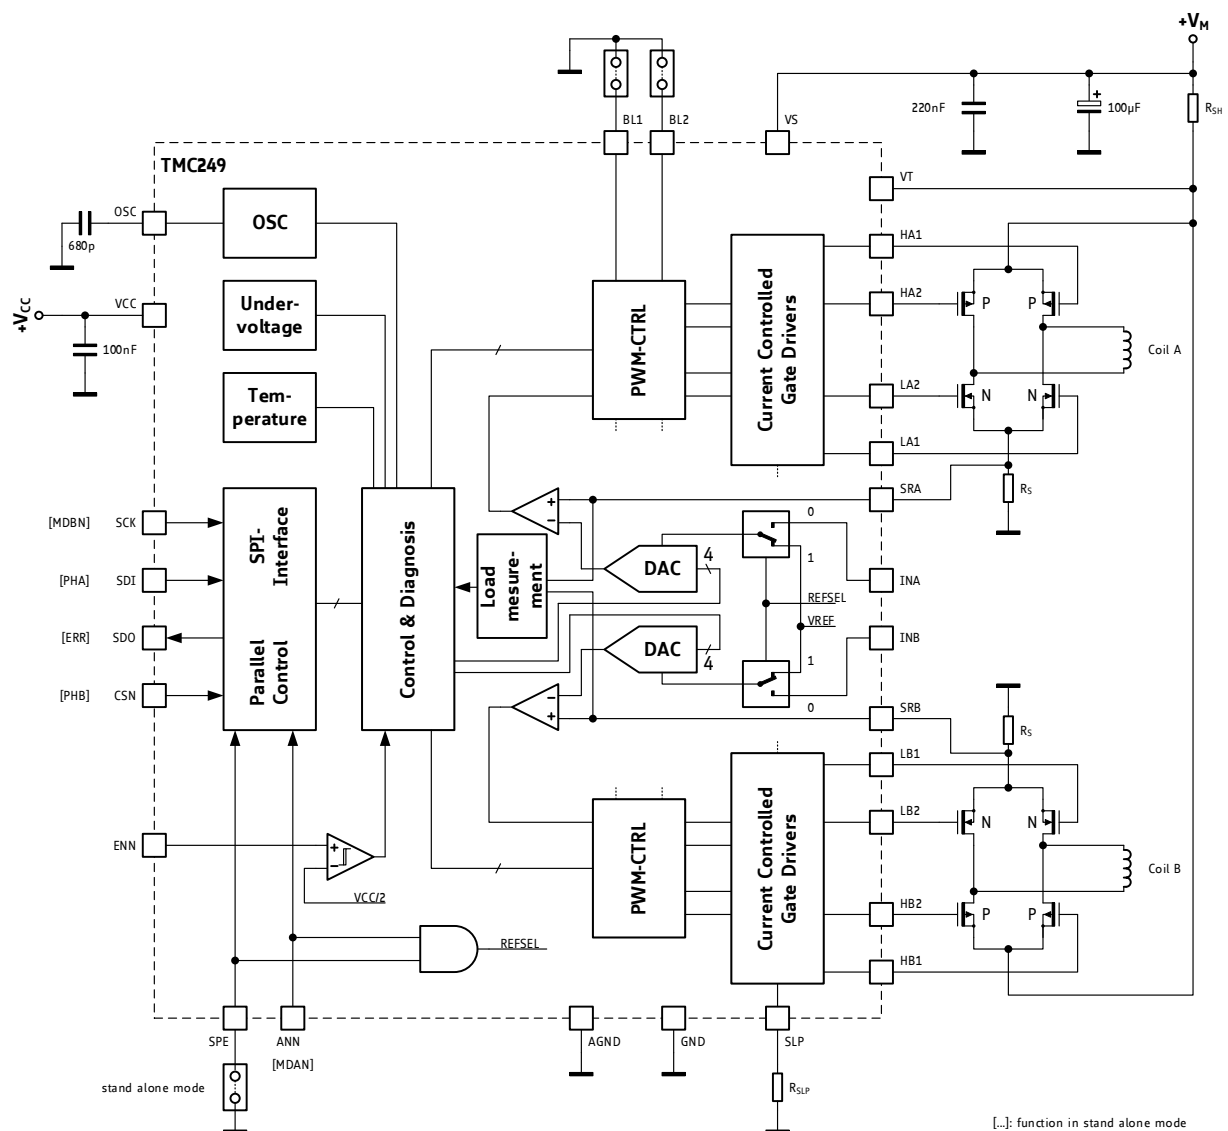 +VM
BL1
BL2
VS
220nF
+
100µF
RSH
TMC249
VT
OSC
OSC
680p
HA1
HA2
P
P
+VCC
VCC
100nF
Under-
voltage
PWM-CTRL
Current Controlled
Gate Drivers
Coil A
Tem-
perature
LA2
N
N
LA1
SRA
RS
[MDBN]
SCK
SPI-
Interface
Parallel
Control
Control & Diagnosis
Load
mesure-
ment
+
−
0
DAC
4
1
[PHA]
SDI
INA
REFSEL
VREF
[ERR]
SDO
INB
DAC
4
1
[PHB]
CSN
−
+
0
SRB
RS
LB1
LB2
N
N
ENN
+
−
VCC/2
PWM-CTRL
Current Controlled
Gate Drivers
Coil B
HB2
P
P
REFSEL
HB1
SPE
ANN
AGND
GND
SLP
[MDAN]
stand alone mode
RSLP
[...]: function in stand alone mode